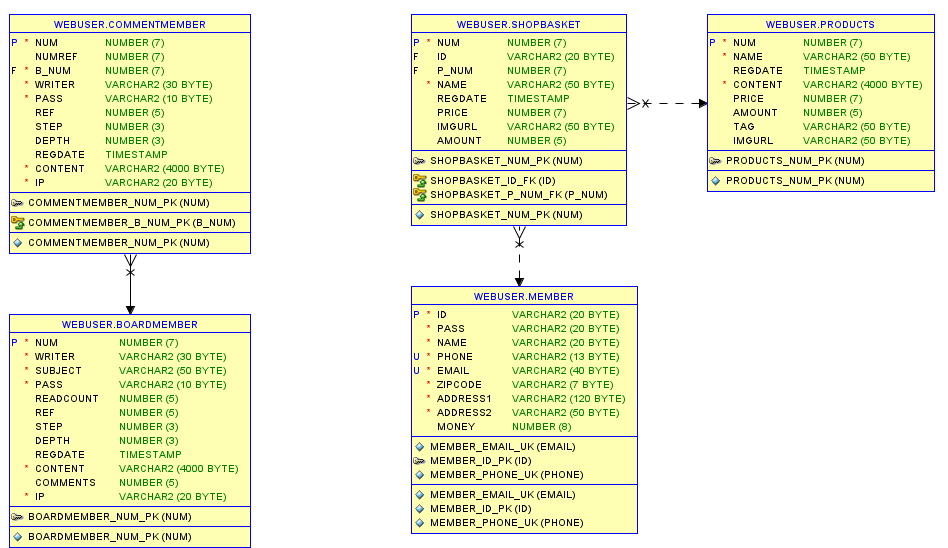 WEBUSER.COMMENTMEMBER
P * NUM NUMBER (7)
NUMREF NUMBER (7)
F * B_NUM NUMBER (7)
* WRITER VARCHAR2 (30 BYTE)
* PASS VARCHAR2 (10 BYTE)
REF NUMBER (5)
STEP NUMBER (3)
DEPTH NUMBER (3)
REGDATE TIMESTAMP
* CONTENT VARCHAR2 (4000 BYTE)
* IP VARCHAR2 (20 BYTE)
COMMENTMEMBER_NUM_PK (NUM)
COMMENTMEMBER_B_NUM_PK (B_NUM)
COMMENTMEMBER_NUM_PK (NUM)
WEBUSER.SHOPBASKET
P * NUM NUMBER (7)
F ID VARCHAR2 (20 BYTE)
F P_NUM NUMBER (7)
* NAME VARCHAR2 (50 BYTE)
REGDATE TIMESTAMP
PRICE NUMBER (7)
IMGURL VARCHAR2 (50 BYTE)
AMOUNT NUMBER (5)
SHOPBASKET_NUM_PK (NUM)
SHOPBASKET_ID_FK (ID)
SHOPBASKET_P_NUM_FK (P_NUM)
SHOPBASKET_NUM_PK (NUM)
WEBUSER.PRODUCTS
P * NUM NUMBER (7)
* NAME VARCHAR2 (50 BYTE)
REGDATE TIMESTAMP
* CONTENT VARCHAR2 (4000 BYTE)
PRICE NUMBER (7)
AMOUNT NUMBER (5)
TAG VARCHAR2 (50 BYTE)
IMGURL VARCHAR2 (50 BYTE)
PRODUCTS_NUM_PK (NUM)
PRODUCTS_NUM_PK (NUM)
WEBUSER.BOARDMEMBER
P * NUM NUMBER (7)
* WRITER VARCHAR2 (30 BYTE)
* SUBJECT VARCHAR2 (50 BYTE)
* PASS VARCHAR2 (10 BYTE)
READCOUNT NUMBER (5)
REF NUMBER (5)
STEP NUMBER (3)
DEPTH NUMBER (3)
REGDATE TIMESTAMP
* CONTENT VARCHAR2 (4000 BYTE)
COMMENTS NUMBER (5)
* IP VARCHAR2 (20 BYTE)
BOARDMEMBER_NUM_PK (NUM)
BOARDMEMBER_NUM_PK (NUM)
WEBUSER.MEMBER
P * ID VARCHAR2 (20 BYTE)
* PASS VARCHAR2 (20 BYTE)
* NAME VARCHAR2 (20 BYTE)
U * PHONE VARCHAR2 (13 BYTE)
U * EMAIL VARCHAR2 (40 BYTE)
* ZIPCODE VARCHAR2 (7 BYTE)
* ADDRESS1 VARCHAR2 (120 BYTE)
* ADDRESS2 VARCHAR2 (50 BYTE)
MONEY NUMBER (8)
MEMBER_EMAIL_UK (EMAIL)
MEMBER_ID_PK (ID)
MEMBER_PHONE_UK (PHONE)
MEMBER_EMAIL_UK (EMAIL)
MEMBER_ID_PK (ID)
MEMBER_PHONE_UK (PHONE)